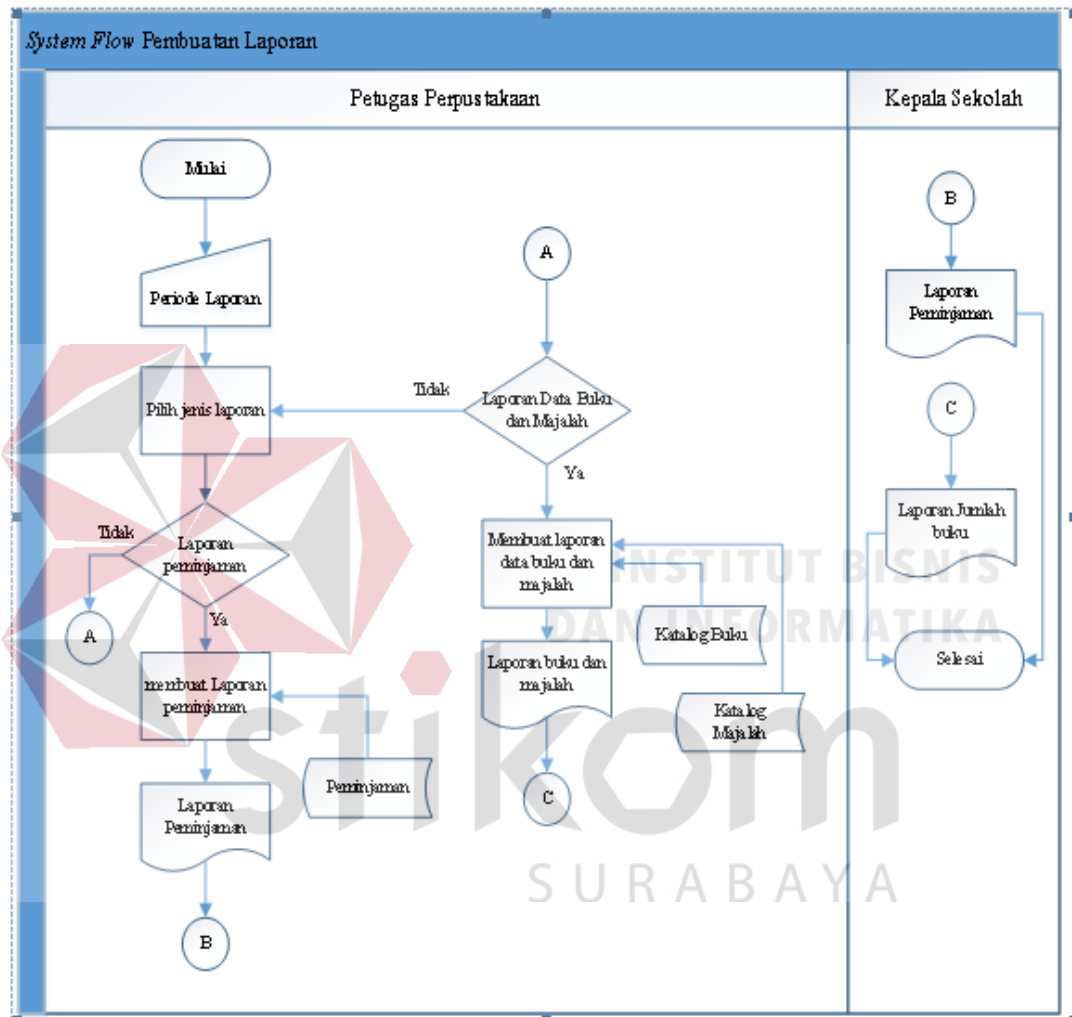 System Flow Pembuatan Laporan
Petugas Perpustakaan
Kepala Sekolah
Mulai
Periode Laporan
Pilih jenis laporan
Laporan
peminjaman
Tidak
A
Ya
membuat Laporan
peminjaman
Peminjaman
Laporan
Peminjaman
B
A
Laporan Data Buku
dan Majalah
Tidak
Ya
Membuat laporan
data buku dan
majalah
Katalog Buku
Katalog
Majalah
Laporan buku dan
majalah
C
B
Laporan
Peminjaman
C
Laporan Jumlah
buku
Selesai
INSTITUT BISNIS
DAN INFORMATIKA
stikom
SURABAYA